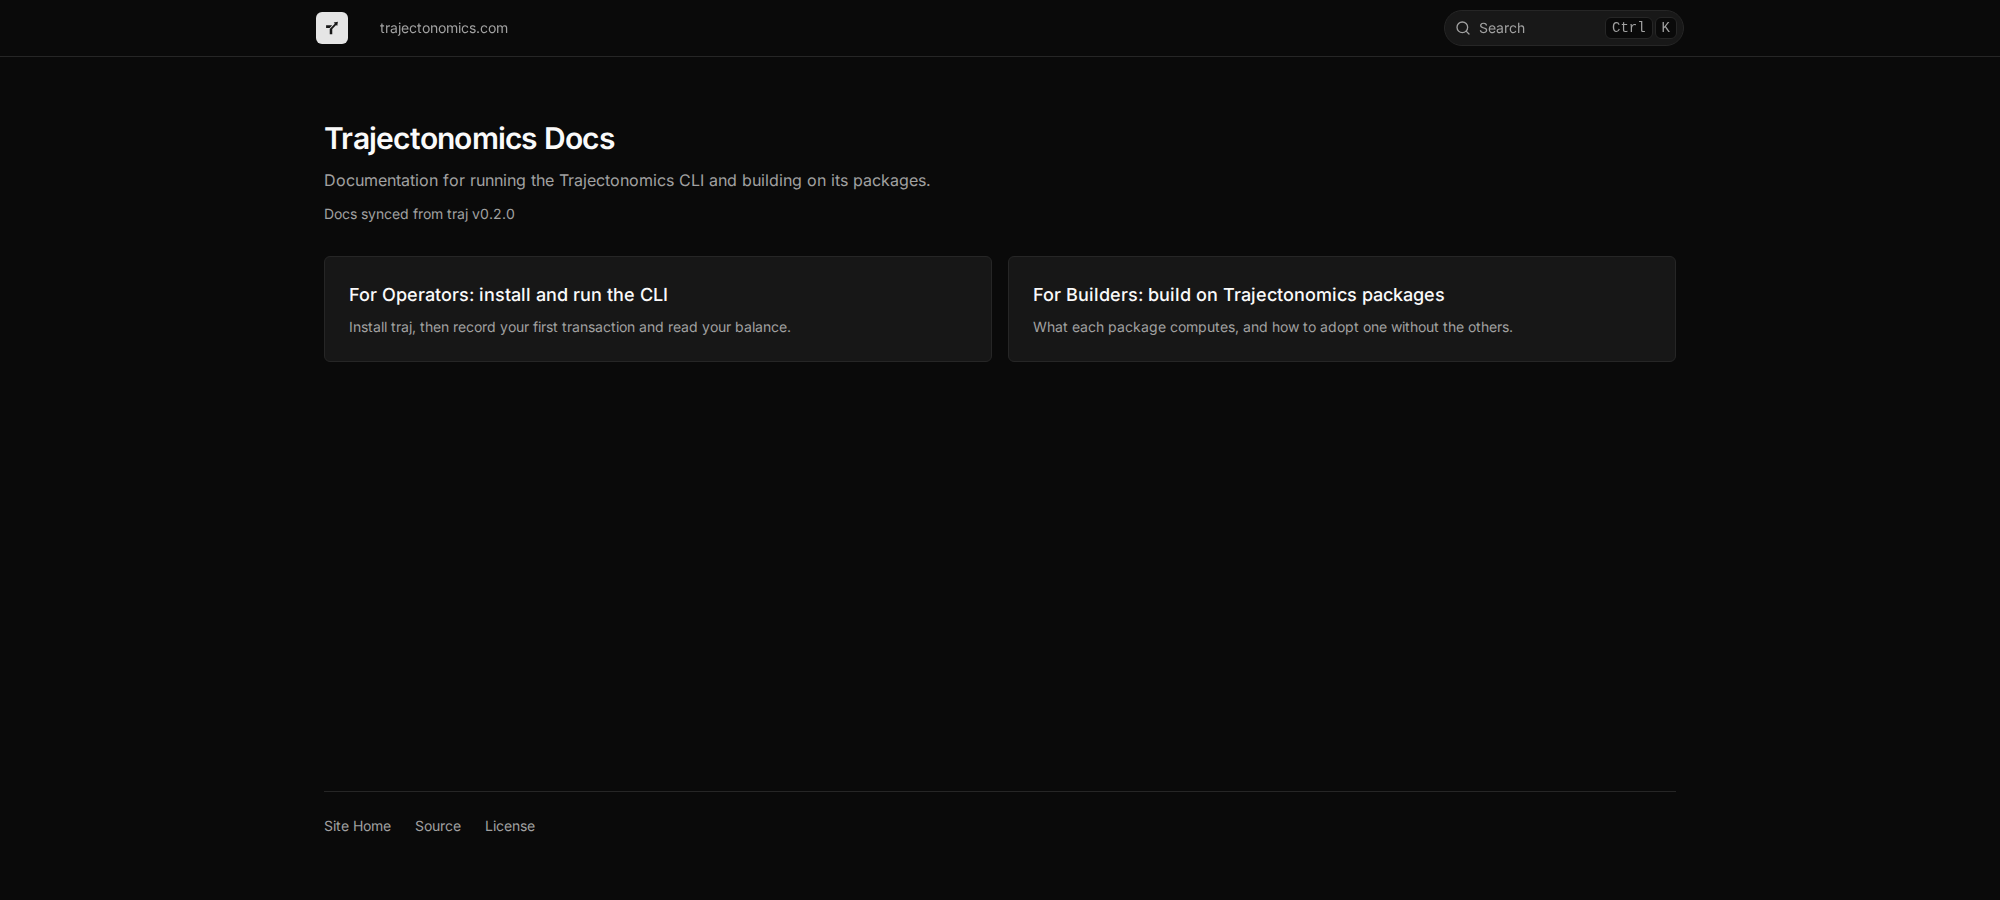 trajectonomics.com
Search Ctrl K
Trajectonomics Docs
Documentation for running the Trajectonomics CLI and building on its packages.
Docs synced from traj v0.2.0
For Operators: install and run the CLI
Install traj, then record your first transaction and read your balance.
For Builders: build on Trajectonomics packages
What each package computes, and how to adopt one without the others.
Site Home Source License